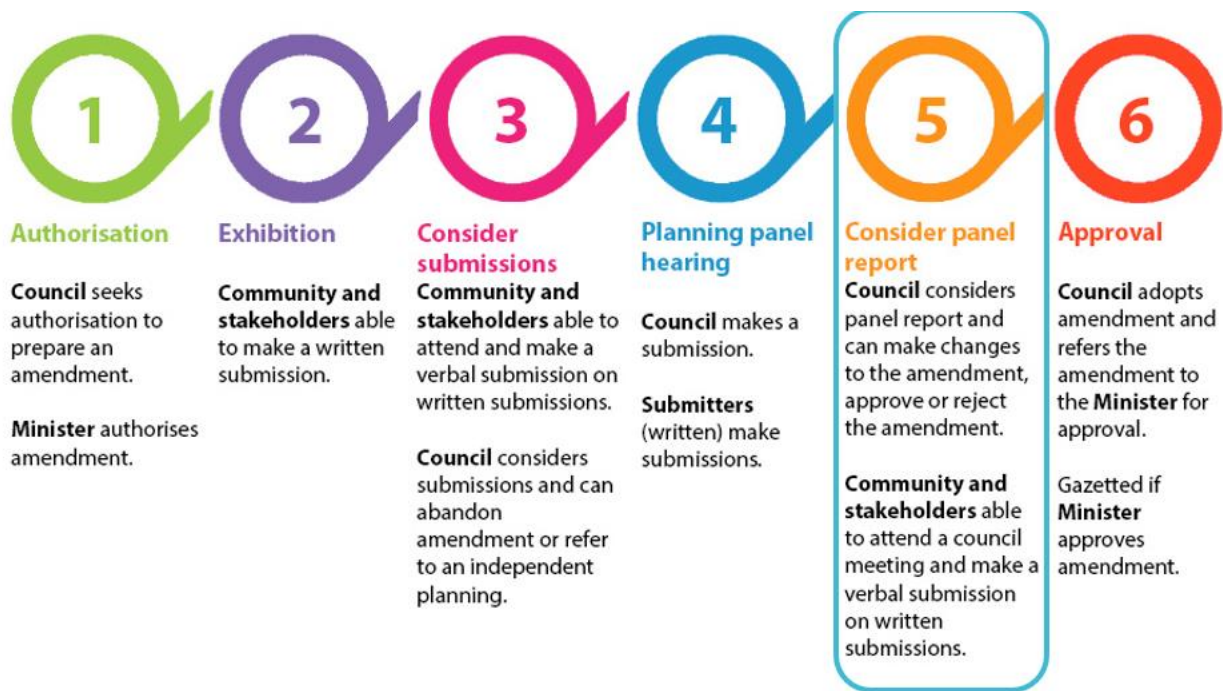 1
Authorisation
Council seeks
authorisation to
prepare an
amendment.
Minister authorises
amendment.
2
Exhibition
Community and
stakeholders able
to make a written
submission.
3
Consider
submissions
Community and
stakeholders able to
attend and make a
verbal submission on
written submissions.
Council considers
submissions and can
abandon
amendment or refer
to an independent
planning.
4
Planning panel
hearing
Council makes a
submission.
Submitters
(written) make
submissions.
5
Consider panel
report
Council considers
panel report and
can make changes
to the amendment,
approve or reject
the amendment.
Community and
stakeholders able
to attend a council
meeting and make a
verbal submission
on written
submissions.
6
Approval
Council adopts
amendment and
refers the
amendment to
the Minister for
approval.
Gazetted if
Minister
approves
amendment.